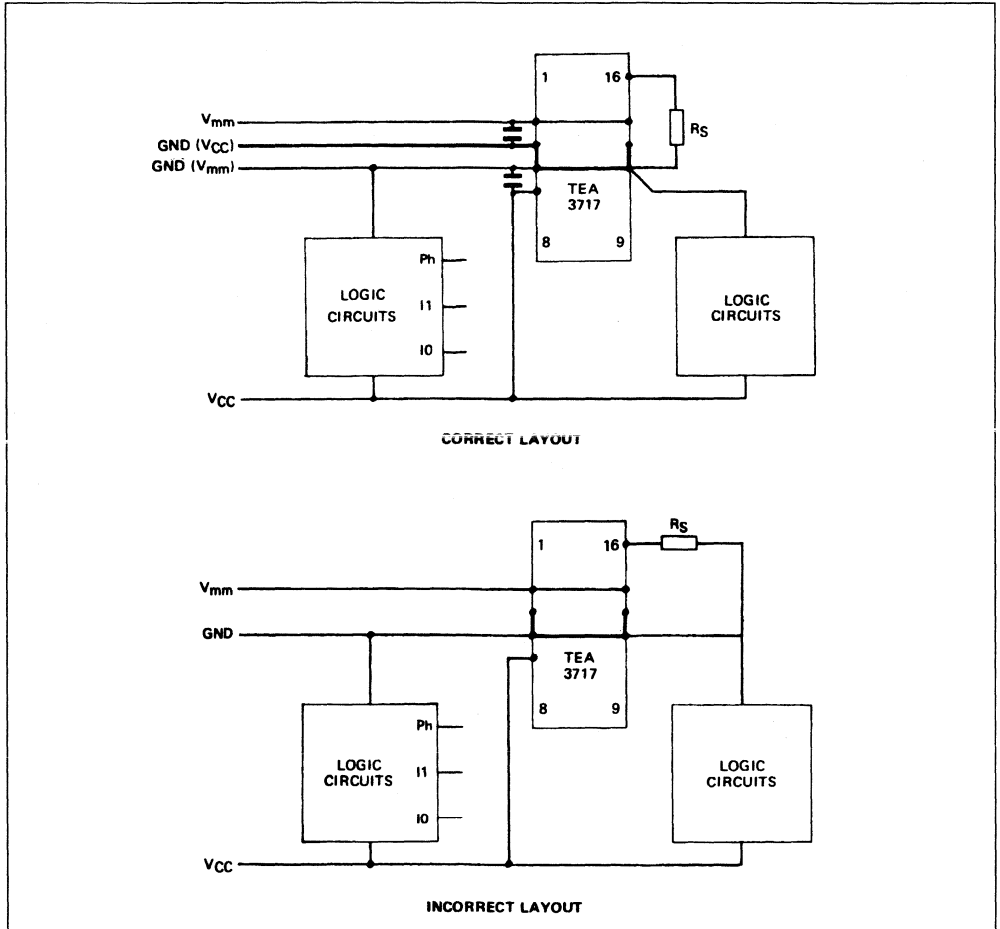 1 16
Vmm
GND (VCC)
GND (Vmm)
RS
TEA
3717
8 9
Ph
LOGIC
CIRCUITS
I1
I0
LOGIC
CIRCUITS
VCC
CORRECT LAYOUT
RS
1 16
Vmm
GND
TEA
3717
8 9
Ph
LOGIC
CIRCUITS
I1
I0
LOGIC
CIRCUITS
VCC
INCORRECT LAYOUT